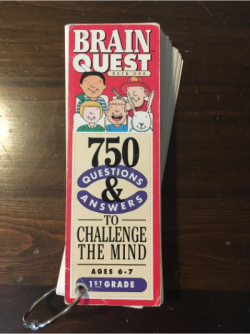 BRAIN
QUEST
DECK ONE
750
QUESTIONS
&
ANSWERS
TO
CHALLENGE
THE MIND
AGES 6-7
1ST GRADE